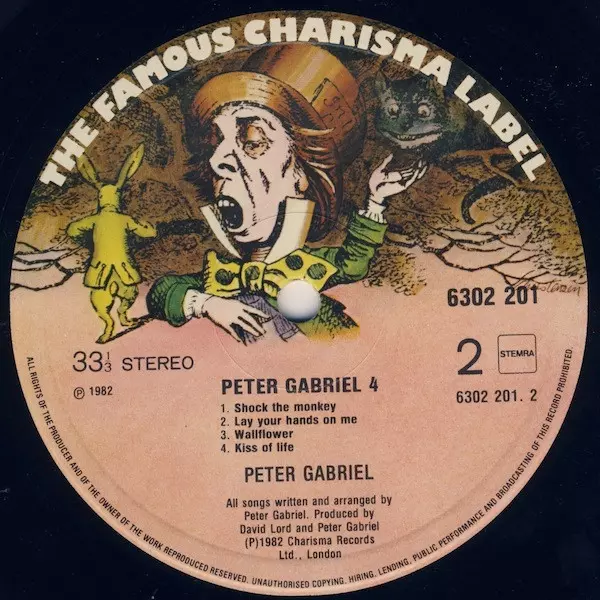 THE FAMOUS CHARISMA LABEL
6302 201
33 1/3 STEREO
2
STEMRA
℗ 1982
6302 201. 2
PETER GABRIEL 4
1. Shock the monkey
2. Lay your hands on me
3. Wallflower
4. Kiss of life
PETER GABRIEL
All songs written and arranged by
Peter Gabriel. Produced by
David Lord and Peter Gabriel
(P)1982 Charisma Records
Ltd., London
ALL RIGHTS OF THE PRODUCER AND OF THE OWNER OF THE WORK REPRODUCED RESERVED. UNAUTHORISED COPYING, HIRING, LENDING, PUBLIC PERFORMANCE AND BROADCASTING OF THIS RECORD PROHIBITED.